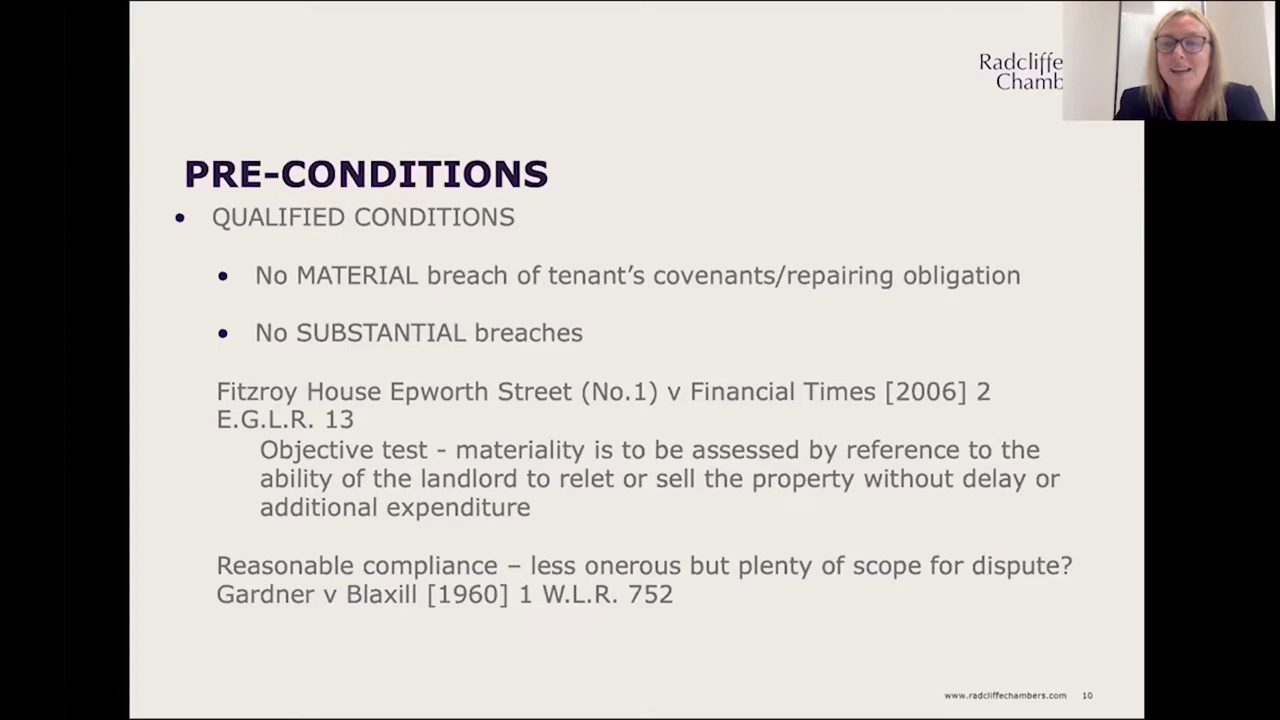 Radcliffe
Chamb
PRE-CONDITIONS
• QUALIFIED CONDITIONS
• No MATERIAL breach of tenant’s covenants/repairing obligation
• No SUBSTANTIAL breaches
Fitzroy House Epworth Street (No.1) v Financial Times [2006] 2
E.G.L.R. 13
Objective test - materiality is to be assessed by reference to the
ability of the landlord to relet or sell the property without delay or
additional expenditure
Reasonable compliance – less onerous but plenty of scope for dispute?
Gardner v Blaxill [1960] 1 W.L.R. 752
www.radcliffechambers.com 10